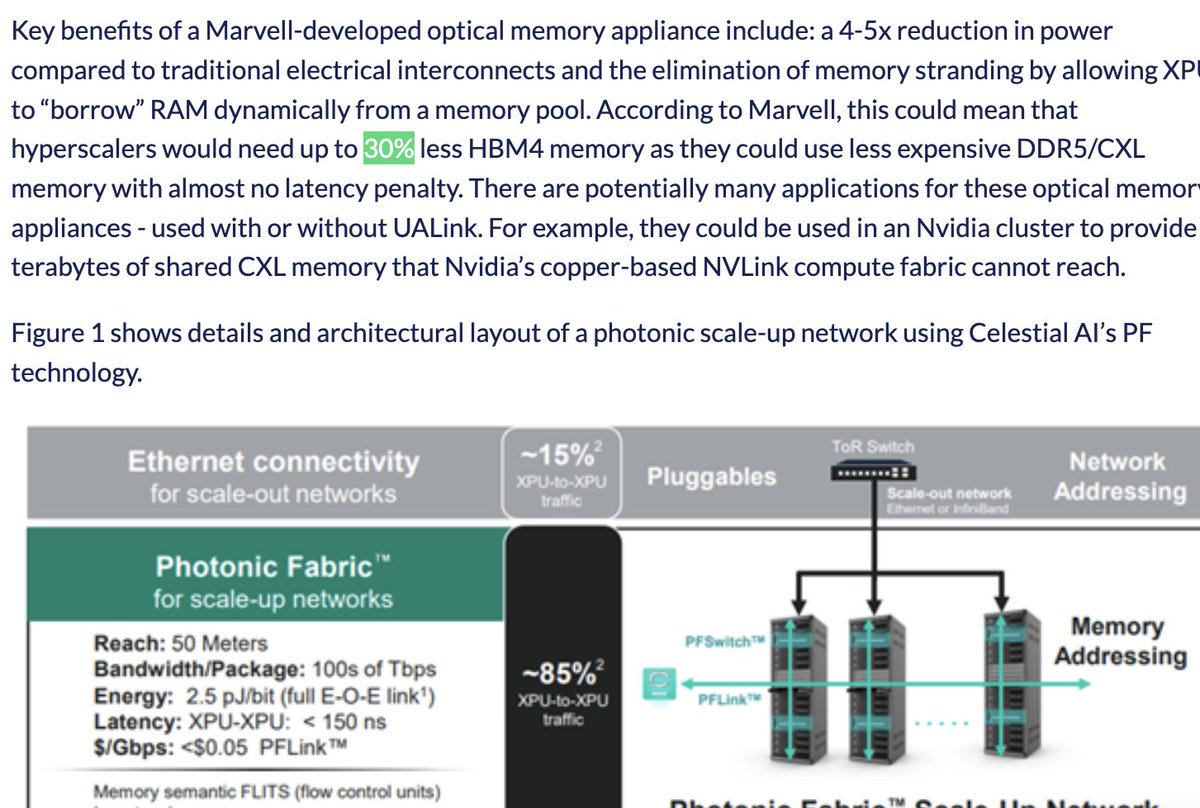 Key benefits of a Marvell-developed optical memory appliance include: a 4-5x reduction in power
compared to traditional electrical interconnects and the elimination of memory stranding by allowing XPU
to “borrow” RAM dynamically from a memory pool. According to Marvell, this could mean that
hyperscalers would need up to 30% less HBM4 memory as they could use less expensive DDR5/CXL
memory with almost no latency penalty. There are potentially many applications for these optical memory
appliances - used with or without UALink. For example, they could be used in an Nvidia cluster to provide
terabytes of shared CXL memory that Nvidia’s copper-based NVLink compute fabric cannot reach.
Figure 1 shows details and architectural layout of a photonic scale-up network using Celestial AI’s PF
technology.
Ethernet connectivity
for scale-out networks
~15%²
XPU-to-XPU
traffic
Pluggables
ToR Switch
Scale-out network
Ethernet or InfiniBand
Network
Addressing
Photonic Fabric™
for scale-up networks
Reach: 50 Meters
Bandwidth/Package: 100s of Tbps
Energy: 2.5 pJ/bit (full E-O-E link¹)
Latency: XPU-XPU: < 150 ns
$/Gbps: <$0.05 PFLink™
Memory semantic FLITS (flow control units)
~85%²
XPU-to-XPU
traffic
PFSwitch™
PFLink™
Memory
Addressing
Photonic Fabric™ Scale-Up Network